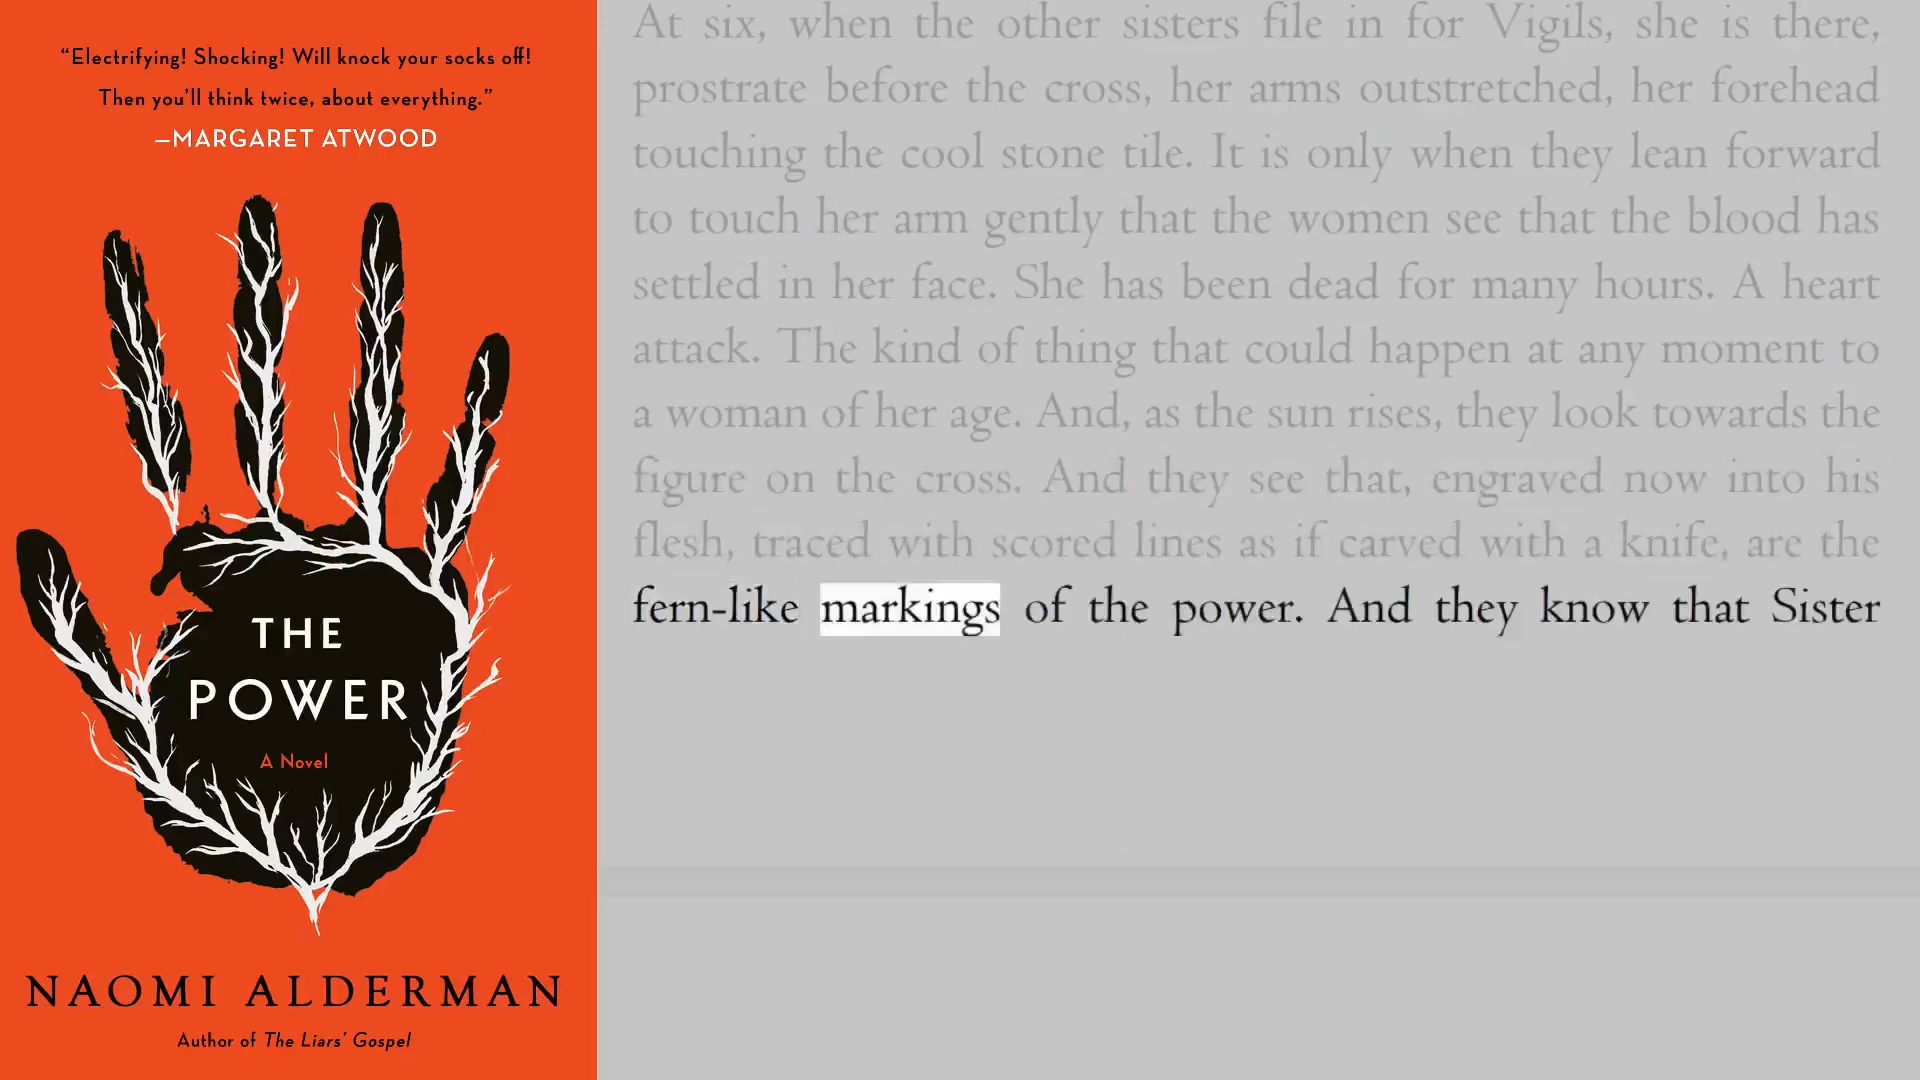 “Electrifying! Shocking! Will knock your socks off!
Then you’ll think twice, about everything.”
—MARGARET ATWOOD
THE
POWER
A Novel
NAOMI ALDERMAN
Author of The Liars’ Gospel
At six, when the other sisters file in for Vigils, she is there,
prostrate before the cross, her arms outstretched, her forehead
touching the cool stone tile. It is only when they lean forward
to touch her arm gently that the women see that the blood has
settled in her face. She has been dead for many hours. A heart
attack. The kind of thing that could happen at any moment to
a woman of her age. And, as the sun rises, they look towards the
figure on the cross. And they see that, engraved now into his
flesh, traced with scored lines as if carved with a knife, are the
fern-like markings of the power. And they know that Sister